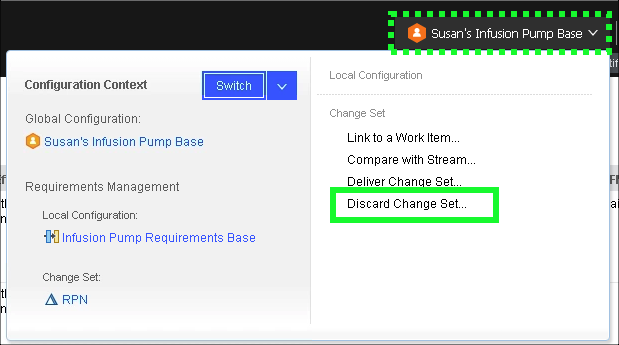 Susan's Infusion Pump Base
Configuration Context
Switch
Global Configuration:
Susan's Infusion Pump Base
Requirements Management
Local Configuration:
Infusion Pump Requirements Base
Change Set:
RPN
Local Configuration
Change Set
Link to a Work Item...
Compare with Stream...
Deliver Change Set...
Discard Change Set...